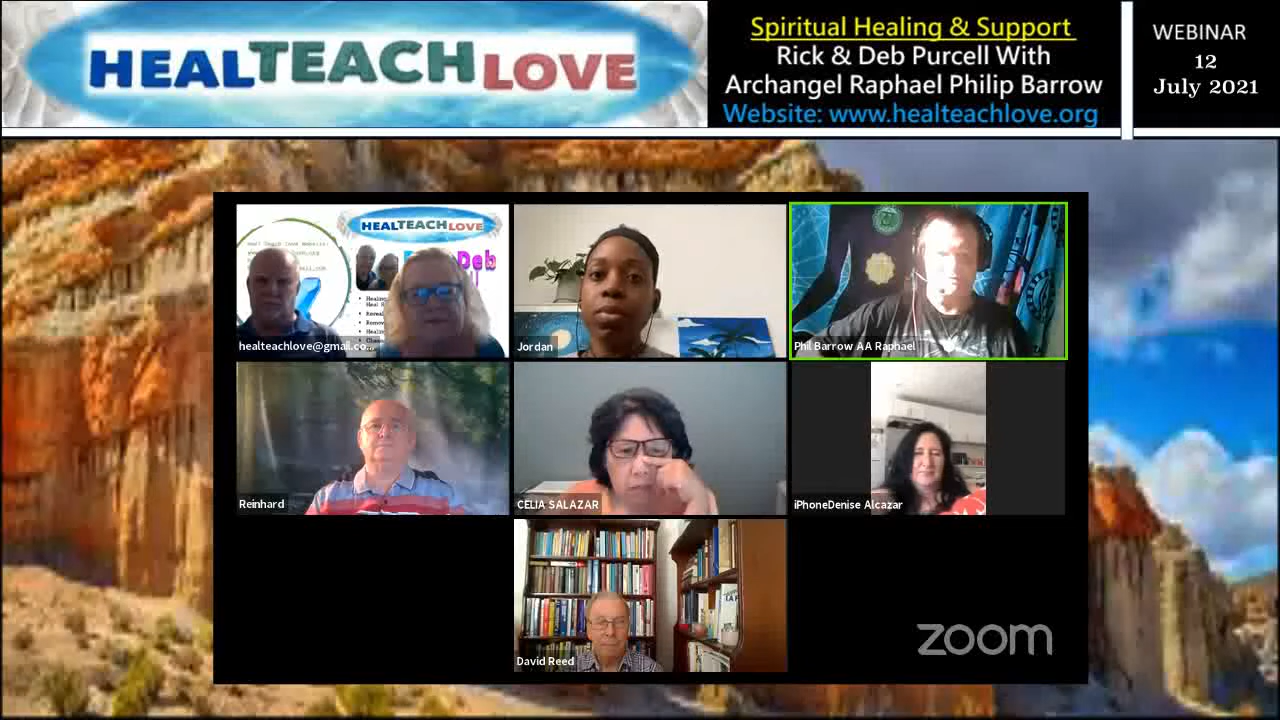 HEALTEACHLOVE
Spiritual Healing & Support
Rick & Deb Purcell With
Archangel Raphael Philip Barrow
Website: www.healteachlove.org
WEBINAR
12
July 2021
HEALTEACHLOVE
Deb
healteachlove@gmail.co...
Jordan
Phil Barrow AA Raphael
Reinhard
CELIA SALAZAR
iPhoneDenise Alcazar
David Reed
zoom